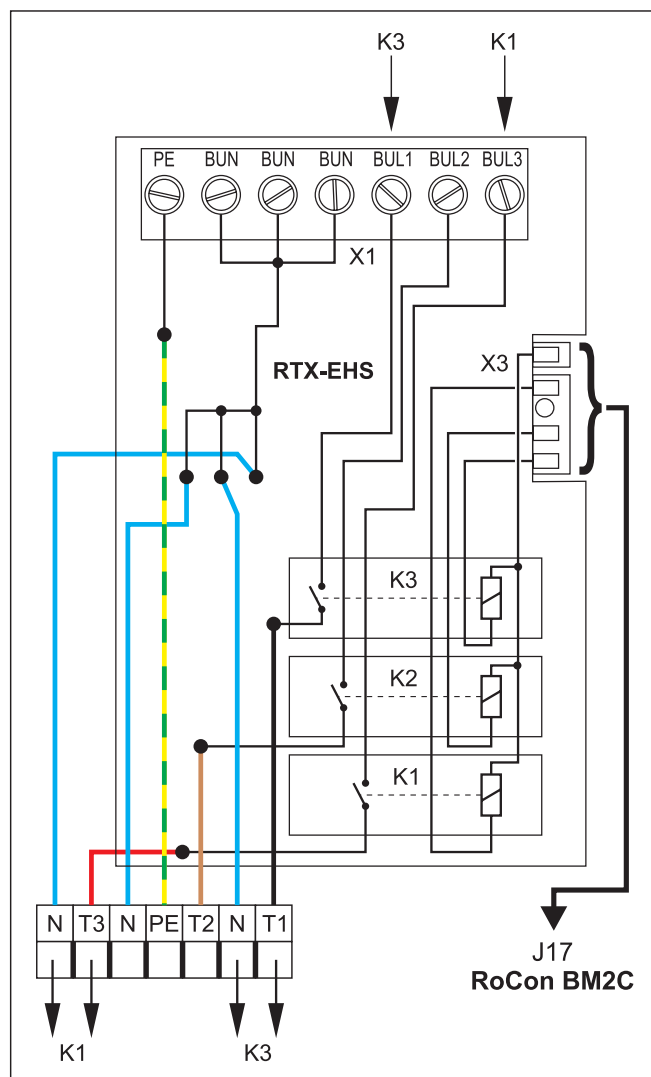 K3 K1
PE BUN BUN BUN BUL1 BUL2 BUL3
X1
X3
RTX-EHS
K3
K2
K1
N T3 N PE T2 N T1
J17
RoCon BM2C
K1 K3